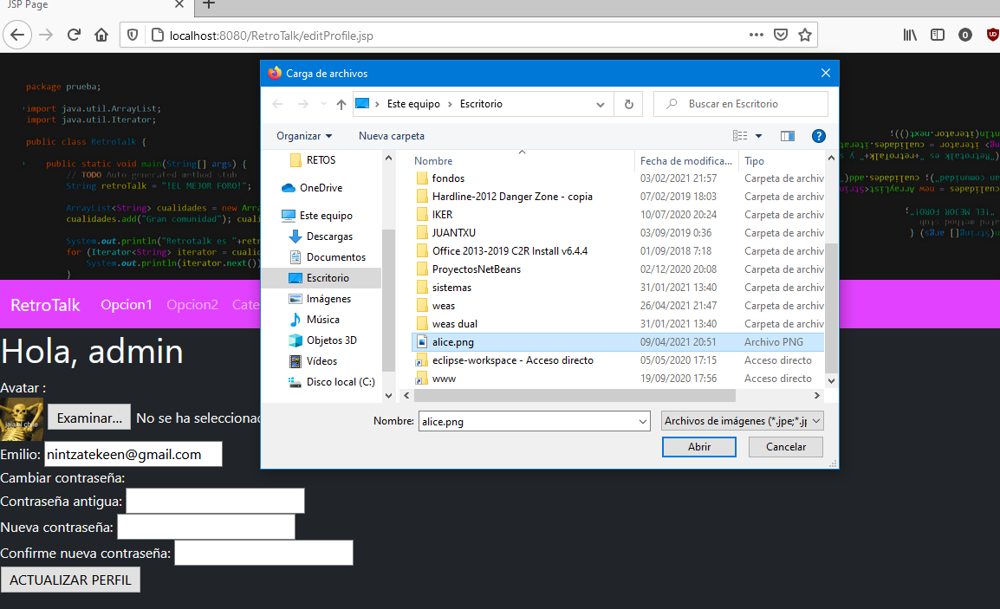 JSP Page
localhost:8080/RetroTalk/editProfile.jsp
package prueba;
import java.util.ArrayList;
import java.util.Iterator;
public class RetroTalk {
public static void main(String[] args) {
// TODO Auto-generated method stub
String retroTalk = "!EL MEJOR FORO!";
ArrayList<String> cualidades = new Arra
cualidades.add("Gran comunidad"); cuali
System.out.println("Retrotalk es "+retr
for (Iterator<String> iterator = cualid
System.out.println(iterator.next())
}
RetroTalk Opcion1 Opcion2 Cate
Hola, admin
Avatar :
Examinar... No se ha seleccionad
Emilio: nintzatekeen@gmail.com
Cambiar contraseña:
Contraseña antigua:
Nueva contraseña:
Confirme nueva contraseña:
ACTUALIZAR PERFIL
Carga de archivos
Este equipo Escritorio
Buscar en Escritorio
Organizar Nueva carpeta
RETOS
OneDrive
Este equipo
Descargas
Documentos
Escritorio
Imágenes
Música
Objetos 3D
Vídeos
Disco local (C:)
Nombre Fecha de modifica... Tipo
fondos 03/02/2021 21:57 Carpeta de archiv
Hardline-2012 Danger Zone - copia 07/02/2019 18:03 Carpeta de archiv
IKER 10/07/2020 20:24 Carpeta de archiv
JUANTXU 03/09/2019 0:36 Carpeta de archiv
Office 2013-2019 C2R Install v6.4.4 01/09/2018 7:18 Carpeta de archiv
ProyectosNetBeans 02/12/2020 20:08 Carpeta de archiv
sistemas 31/01/2021 13:40 Carpeta de archiv
weas 26/04/2021 21:47 Carpeta de archiv
weas dual 31/01/2021 13:40 Carpeta de archiv
alice.png 09/04/2021 20:51 Archivo PNG
eclipse-workspace - Acceso directo 05/05/2020 17:15 Acceso directo
www 19/09/2020 17:56 Acceso directo
Nombre: alice.png Archivos de imágenes (*.jpe;*.jp
Abrir Cancelar